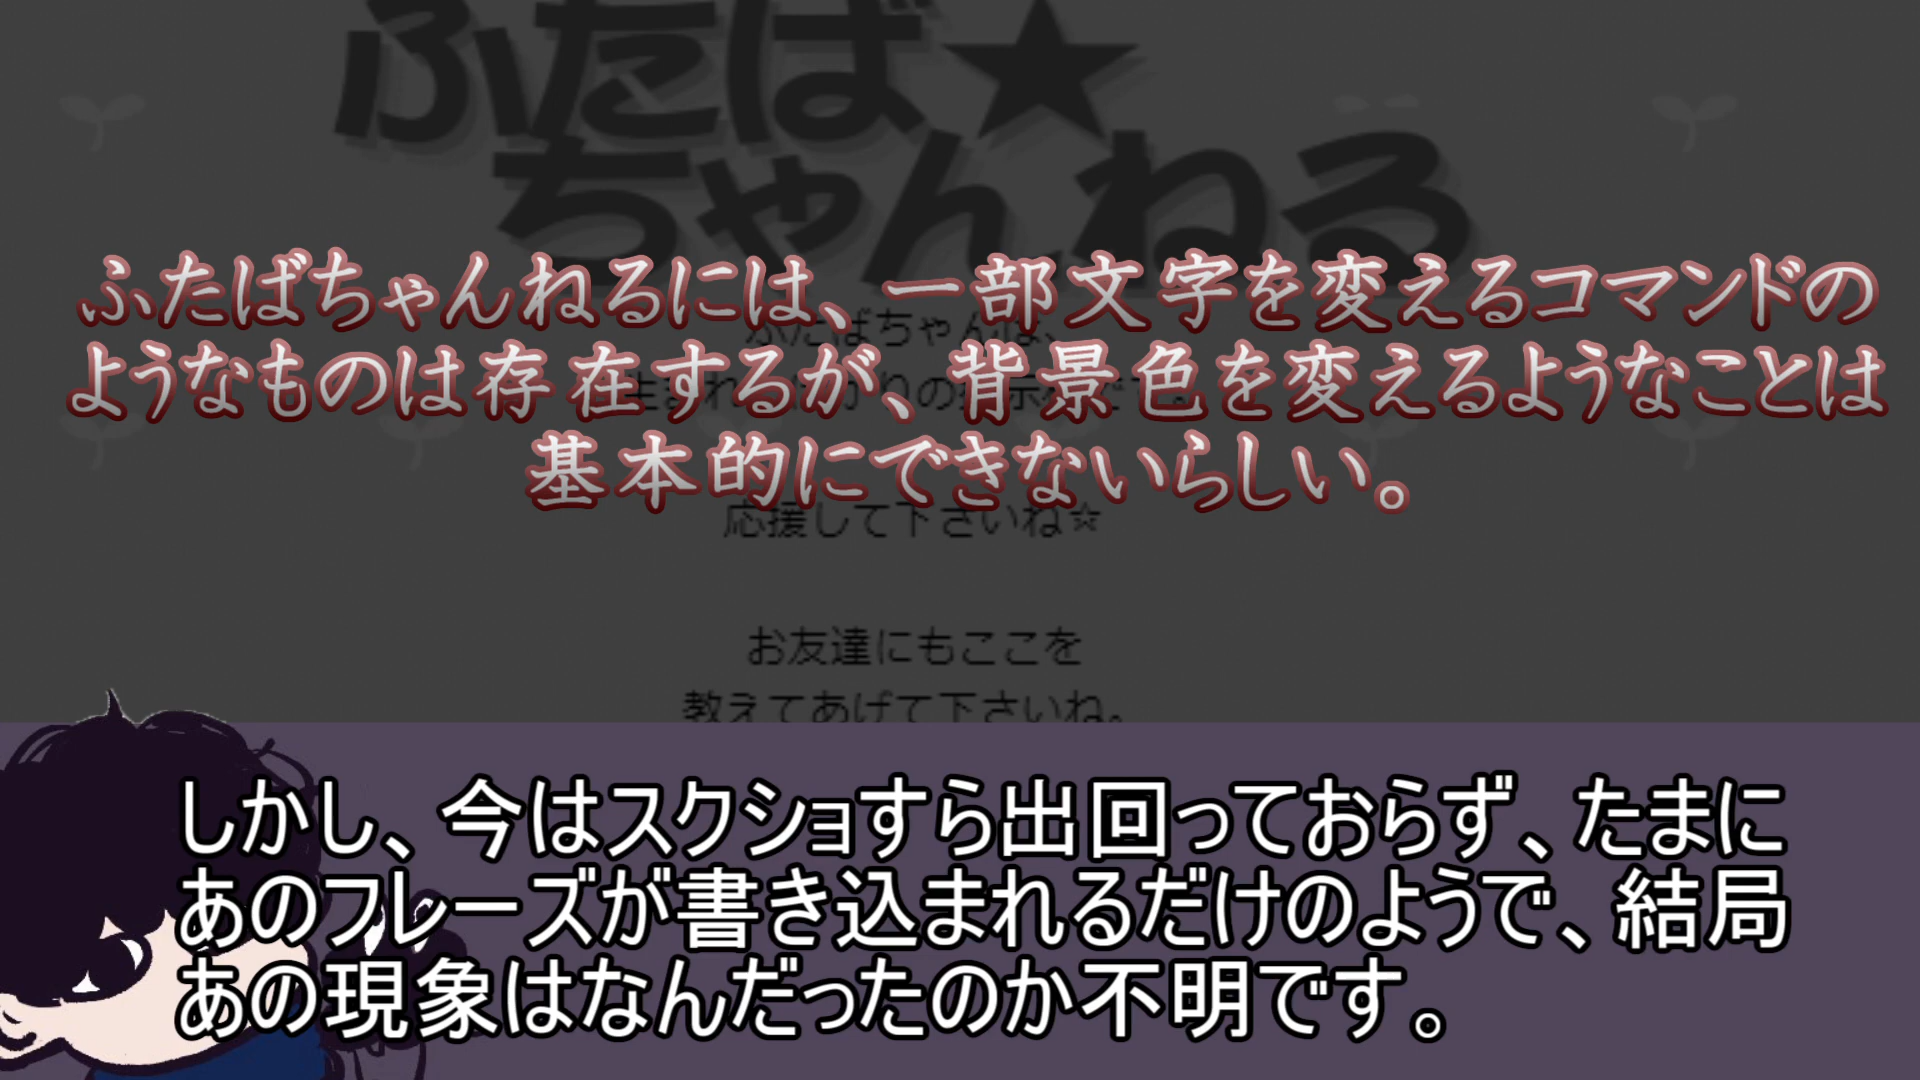 ふたば★
ちゃんねる
ふたばちゃんねるには、一部文字を変えるコマンドの
ようなものは存在するが、背景色を変えるようなことは
基本的にできないらしい。
ふたばちゃんは、
応援して下さいね☆
お友達にもここを
教えてあげて下さいね。
しかし、今はスクショすら出回っておらず、たまに
あのフレーズが書き込まれるだけのようで、結局
あの現象はなんだったのか不明です。